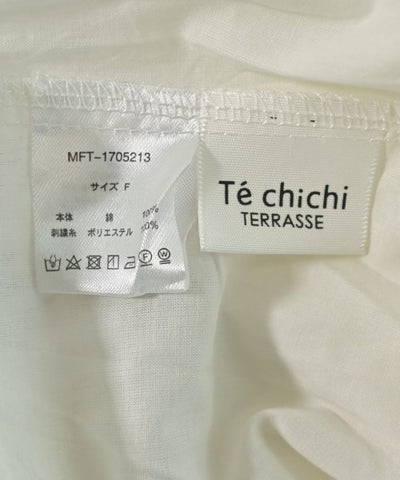 MFT-1705213
サイズ F
本体 綿 100%
刺繍糸 ポリエステル 100%
Té chichi
TERRASSE